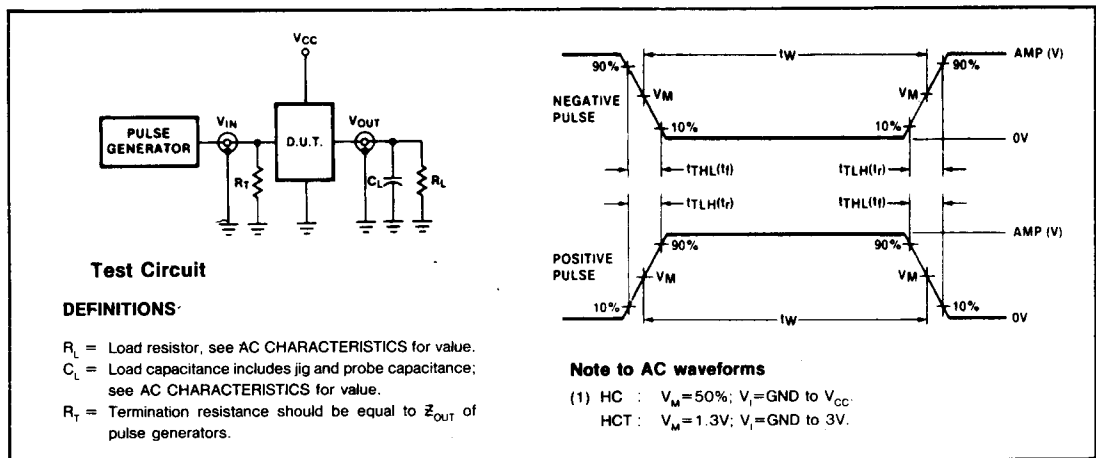 VCC
PULSE
GENERATOR
VIN
D.U.T.
VOUT
RT
CL
RL
Test Circuit
DEFINITIONS
RL = Load resistor, see AC CHARACTERISTICS for value.
CL = Load capacitance includes jig and probe capacitance;
see AC CHARACTERISTICS for value.
RT = Termination resistance should be equal to ZOUT of
pulse generators.
tW
AMP (V)
90%
90%
VM
VM
NEGATIVE
PULSE
10%
10%
0V
tTHL(tf)
tTLH(tr)
tTLH(tr)
tTHL(tf)
AMP (V)
90%
90%
POSITIVE
PULSE
VM
VM
10%
10%
tW
0V
Note to AC waveforms
(1) HC : VM=50%; VI=GND to VCC.
HCT : VM=1.3V; VI=GND to 3V.